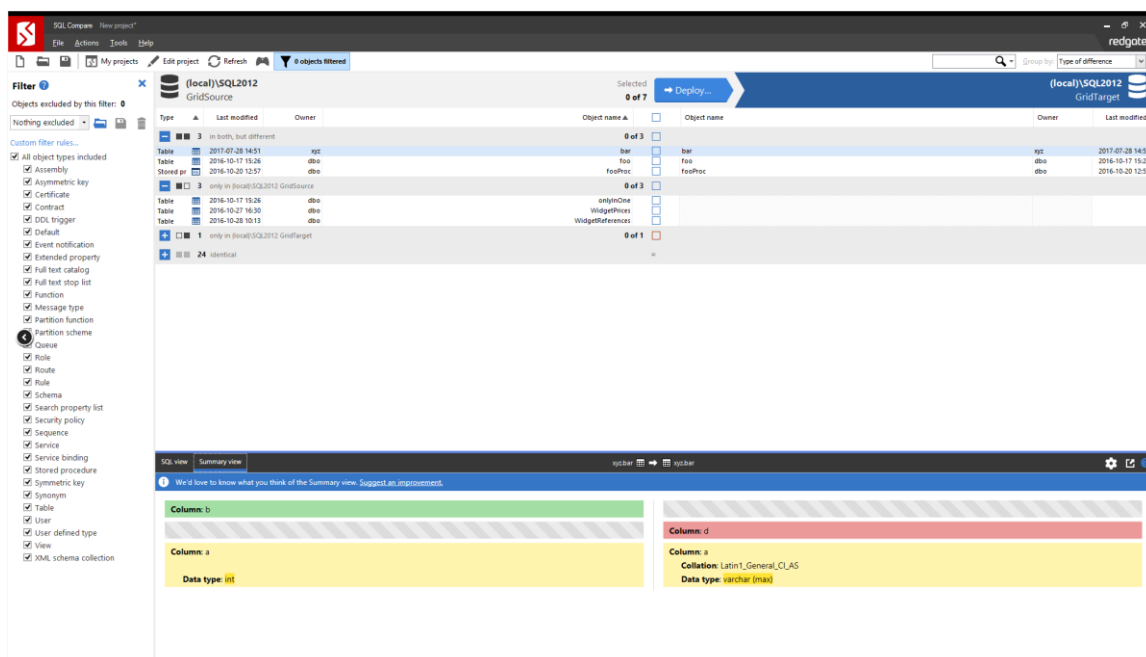 SQL Compare New project*
File Actions Tools Help
redgate
My projects Edit project Refresh 0 objects filtered
Group by: Type of difference
Filter
Objects excluded by this filter: 0
Nothing excluded
Custom filter rules...
All object types included
Assembly
Asymmetric key
Certificate
Contract
DDL trigger
Default
Event notification
Extended property
Full text catalog
Full text stop list
Function
Message type
Partition function
Partition scheme
Queue
Role
Route
Rule
Schema
Search property list
Security policy
Sequence
Service
Service binding
Stored procedure
Symmetric key
Synonym
Table
User
User defined type
View
XML schema collection
(local)\SQL2012
GridSource
Selected
0 of 7
Deploy...
(local)\SQL2012
GridTarget
Type Last modified Owner Object name Object name Owner Last modified
3 in both, but different 0 of 3
Table 2017-07-28 14:51 xyz bar bar xyz 2017-07-28 14:5
Table 2016-10-17 15:26 dbo foo foo dbo 2016-10-17 15:2
Stored pr 2016-10-20 12:57 dbo fooProc fooProc dbo 2016-10-20 12:5
3 only in (local)\SQL2012 GridSource 0 of 3
Table 2016-10-17 15:26 dbo onlyInOne
Table 2016-10-27 16:30 dbo WidgetPrices
Table 2016-10-28 10:13 dbo WidgetReferences
1 only in (local)\SQL2012 GridTarget 0 of 1
24 identical =
SQL view Summary view xyz.bar xyz.bar
We'd love to know what you think of the Summary view. Suggest an improvement.
Column: b
Column: d
Column: a
Data type: int
Column: a
Collation: Latin1_General_CI_AS
Data type: varchar (max)